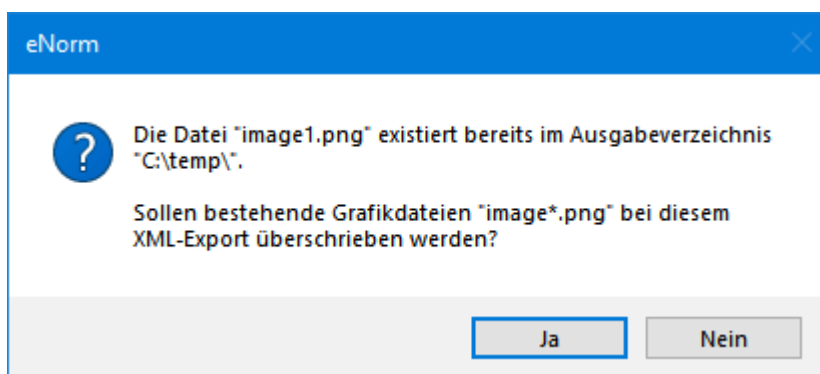 eNorm
Die Datei "image1.png" existiert bereits im Ausgabeverzeichnis
"C:\temp\".
Sollen bestehende Grafikdateien "image*.png" bei diesem
XML-Export überschrieben werden?
Ja
Nein